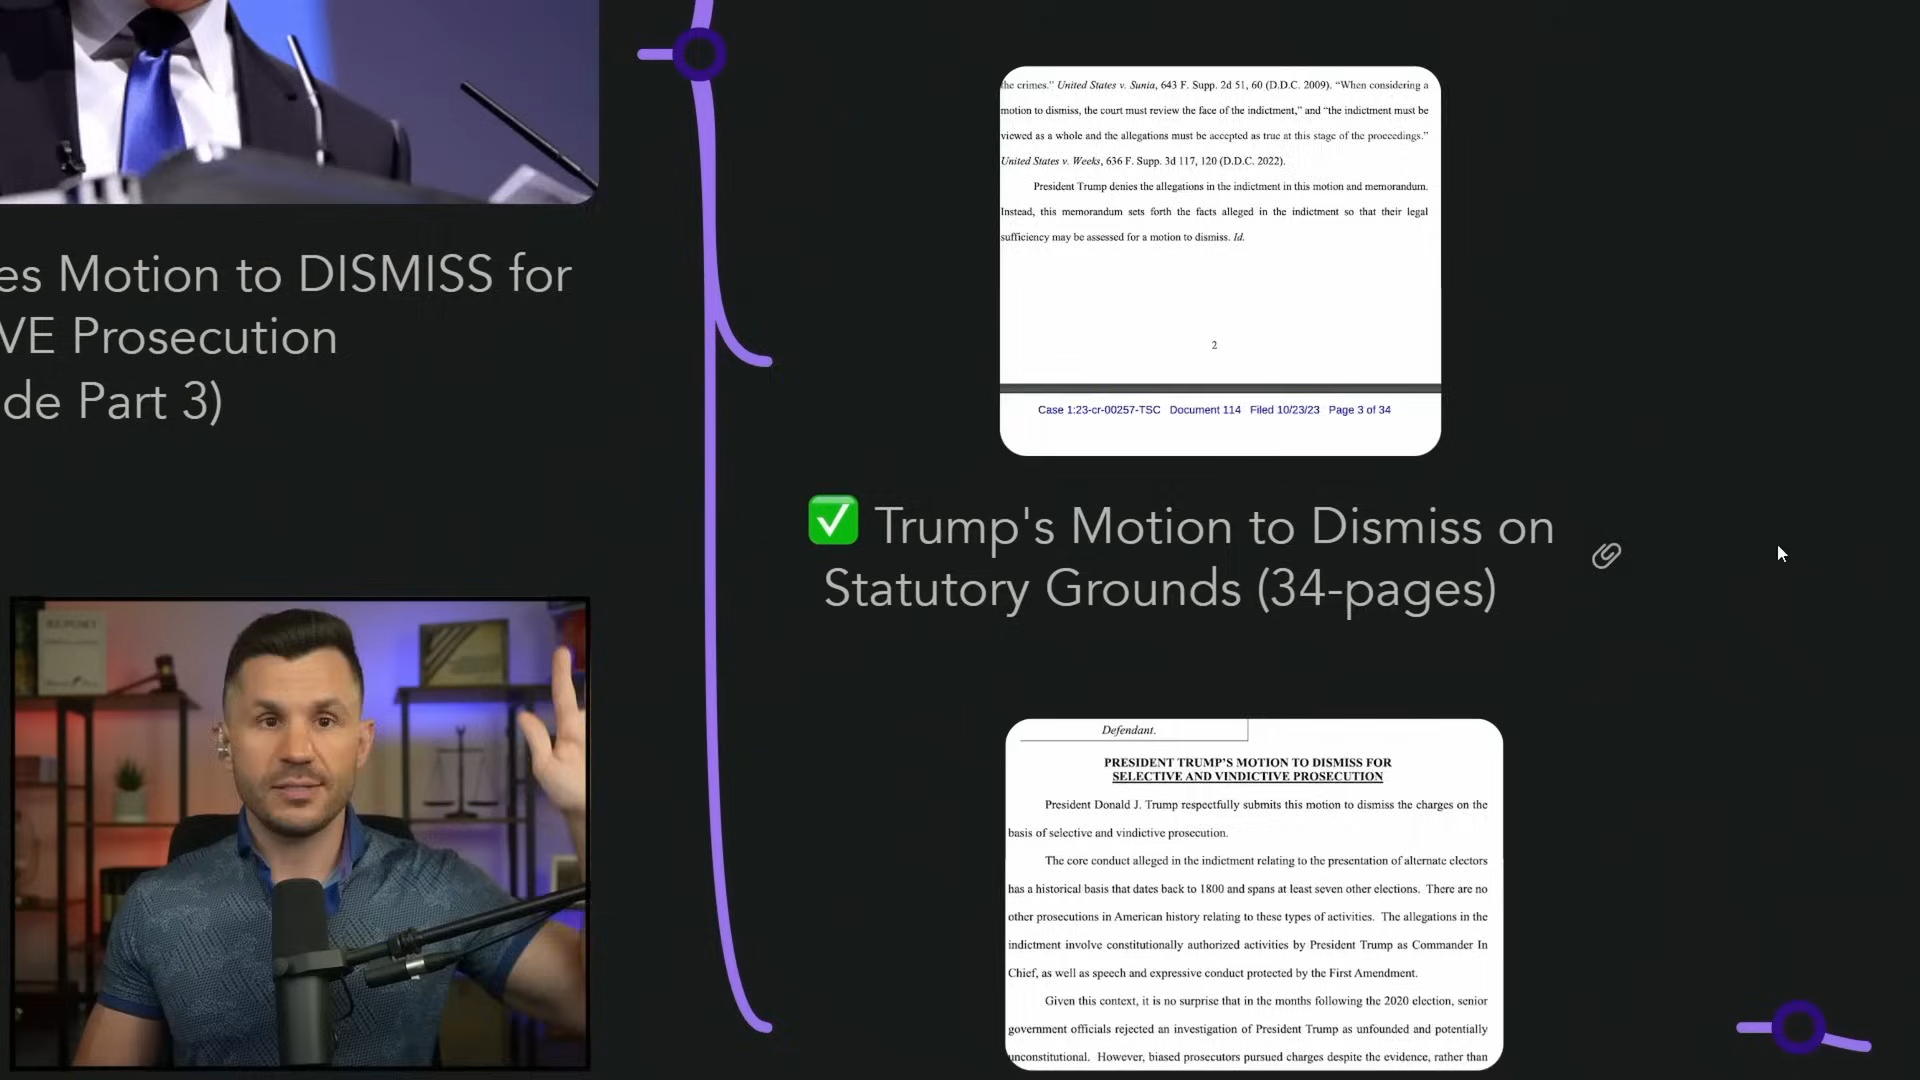 es Motion to DISMISS for
VE Prosecution
de Part 3)
the crimes.” United States v. Sunia, 643 F. Supp. 2d 51, 60 (D.D.C. 2009). “When considering a
motion to dismiss, the court must review the face of the indictment,” and “the indictment must be
viewed as a whole and the allegations must be accepted as true at this stage of the proceedings.”
United States v. Weeks, 636 F. Supp. 3d 117, 120 (D.D.C. 2022).
President Trump denies the allegations in the indictment in this motion and memorandum.
Instead, this memorandum sets forth the facts alleged in the indictment so that their legal
sufficiency may be assessed for a motion to dismiss. Id.
2
Case 1:23-cr-00257-TSC Document 114 Filed 10/23/23 Page 3 of 34
✅ Trump's Motion to Dismiss on
Statutory Grounds (34-pages)
REPORT
Defendant.
PRESIDENT TRUMP’S MOTION TO DISMISS FOR
SELECTIVE AND VINDICTIVE PROSECUTION
President Donald J. Trump respectfully submits this motion to dismiss the charges on the
basis of selective and vindictive prosecution.
The core conduct alleged in the indictment relating to the presentation of alternate electors
has a historical basis that dates back to 1800 and spans at least seven other elections. There are no
other prosecutions in American history relating to these types of activities. The allegations in the
indictment involve constitutionally authorized activities by President Trump as Commander In
Chief, as well as speech and expressive conduct protected by the First Amendment.
Given this context, it is no surprise that in the months following the 2020 election, senior
government officials rejected an investigation of President Trump as unfounded and potentially
unconstitutional. However, biased prosecutors pursued charges despite the evidence, rather than